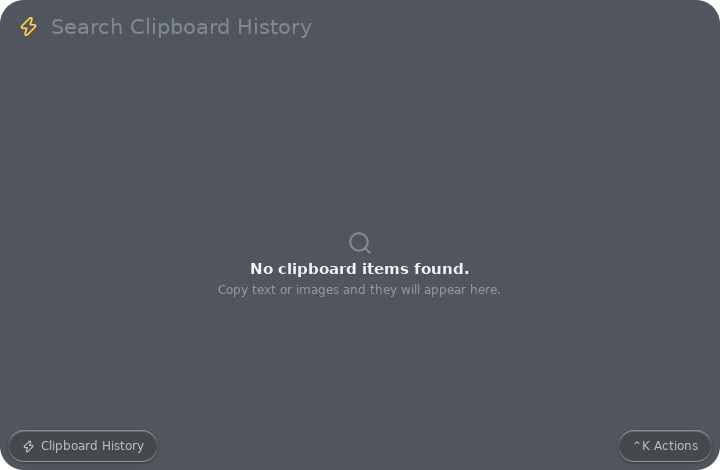 Search Clipboard History
No clipboard items found.
Copy text or images and they will appear here.
Clipboard History
⌃K Actions